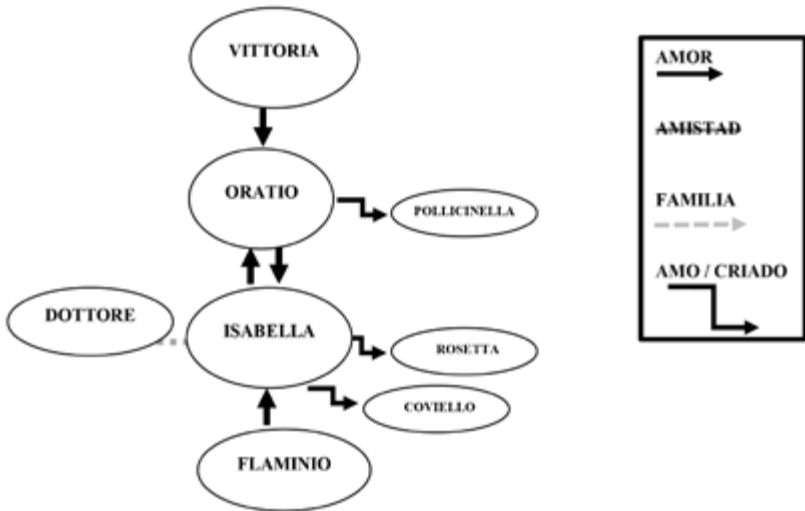 VITTORIA
ORATIO
POLLICINELLA
DOTTORE
ISABELLA
ROSETTA
COVIELLO
FLAMINIO
AMOR
AMISTAD
FAMILIA
AMO / CRIADO